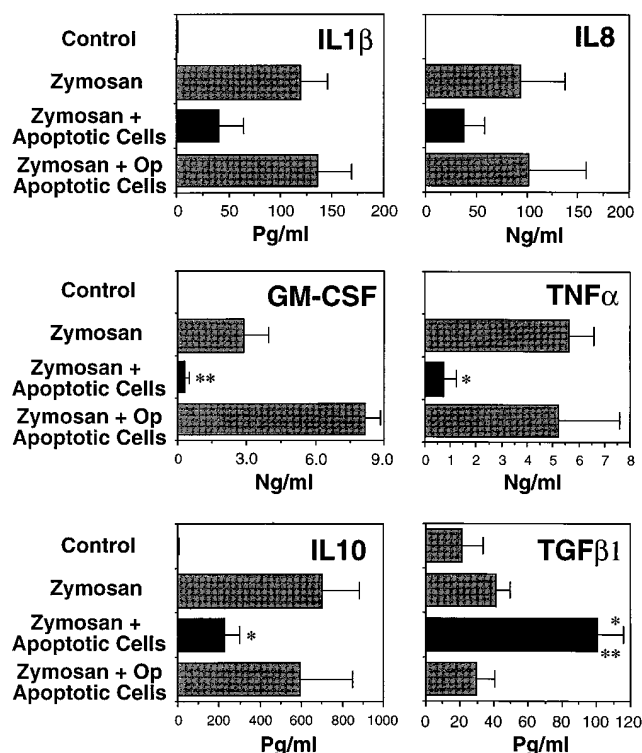 Control
Zymosan
Zymosan +
Apoptotic Cells
Zymosan + Op
Apoptotic Cells
IL1β
0 50 100 150 200
Pg/ml
IL8
0 50 100 150 200
Ng/ml
Control
Zymosan
Zymosan +
Apoptotic Cells
Zymosan + Op
Apoptotic Cells
GM-CSF
**
0 3.0 6.0 9.0
Ng/ml
TNFα
*
0 1 2 3 4 5 6 7 8
Ng/ml
Control
Zymosan
Zymosan +
Apoptotic Cells
Zymosan + Op
Apoptotic Cells
IL10
*
0 200 400 600 800 1000
Pg/ml
TGFβ1
*
**
0 20 40 60 80 100 120
Pg/ml